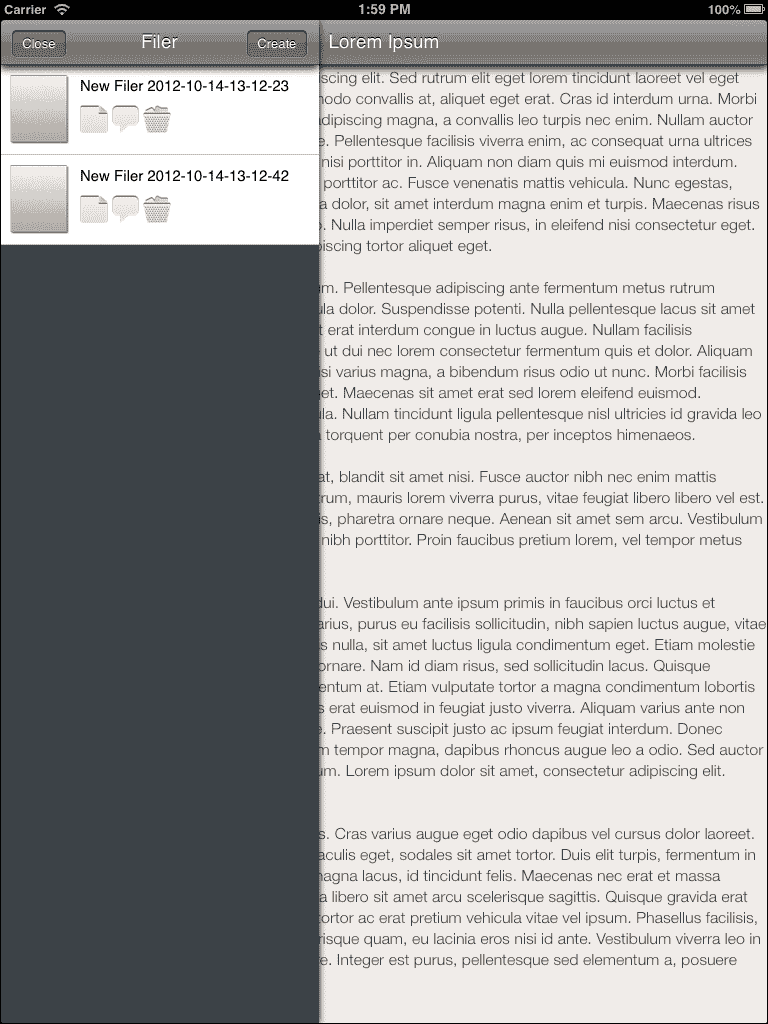 Carrier
1:59 PM
100%
Close
Filer
Create
Lorem Ipsum
New Filer 2012-10-14-13-12-23
New Filer 2012-10-14-13-12-42
elit. Sed rutrum elit eget lorem tincidunt laoreet vel eget
convallis at, aliquet eget erat. Cras id interdum urna. Morbi
magna, a convallis leo turpis nec enim. Nullam auctor
Pellentesque facilisis viverra enim, ac consequat urna ultrices
nisi porttitor in. Aliquam non diam quis mi euismod interdum.
porttitor ac. Fusce venenatis mattis vehicula. Nunc egestas,
dolor, sit amet interdum magna enim et turpis. Maecenas risus
Nulla imperdiet semper risus, in eleifend nisi consectetur eget.
tortor aliquet eget.
Pellentesque adipiscing ante fermentum metus rutrum
dolor. Suspendisse potenti. Nulla pellentesque lacus sit amet
erat interdum congue in luctus augue. Nullam facilisis
ut dui nec lorem consectetur fermentum quis et dolor. Aliquam
varius magna, a bibendum risus odio ut nunc. Morbi facilisis
Maecenas sit amet erat sed lorem eleifend euismod.
Nullam tincidunt ligula pellentesque nisl ultricies id gravida leo
torquent per conubia nostra, per inceptos himenaeos.
blandit sit amet nisi. Fusce auctor nibh nec enim mattis
mauris lorem viverra purus, vitae feugiat libero libero vel est.
pharetra ornare neque. Aenean sit amet sem arcu. Vestibulum
nibh porttitor. Proin faucibus pretium lorem, vel tempor metus
dui. Vestibulum ante ipsum primis in faucibus orci luctus et
purus eu facilisis sollicitudin, nibh sapien luctus augue, vitae
nulla, sit amet luctus ligula condimentum eget. Etiam molestie
ornare. Nam id diam risus, sed sollicitudin lacus. Quisque
at. Etiam vulputate tortor a magna condimentum lobortis
erat euismod in feugiat justo viverra. Aliquam varius ante non
Praesent suscipit justo ac ipsum feugiat interdum. Donec
tempor magna, dapibus rhoncus augue leo a odio. Sed auctor
Lorem ipsum dolor sit amet, consectetur adipiscing elit.
Cras varius augue eget odio dapibus vel cursus dolor laoreet.
eget, sodales sit amet tortor. Duis elit turpis, fermentum in
magna lacus, id tincidunt felis. Maecenas nec erat et massa
libero sit amet arcu scelerisque sagittis. Quisque gravida erat
tortor ac erat pretium vehicula vitae vel ipsum. Phasellus facilisis,
quam, eu lacinia eros nisi id ante. Vestibulum viverra leo in
Integer est purus, pellentesque sed elementum a, posuere